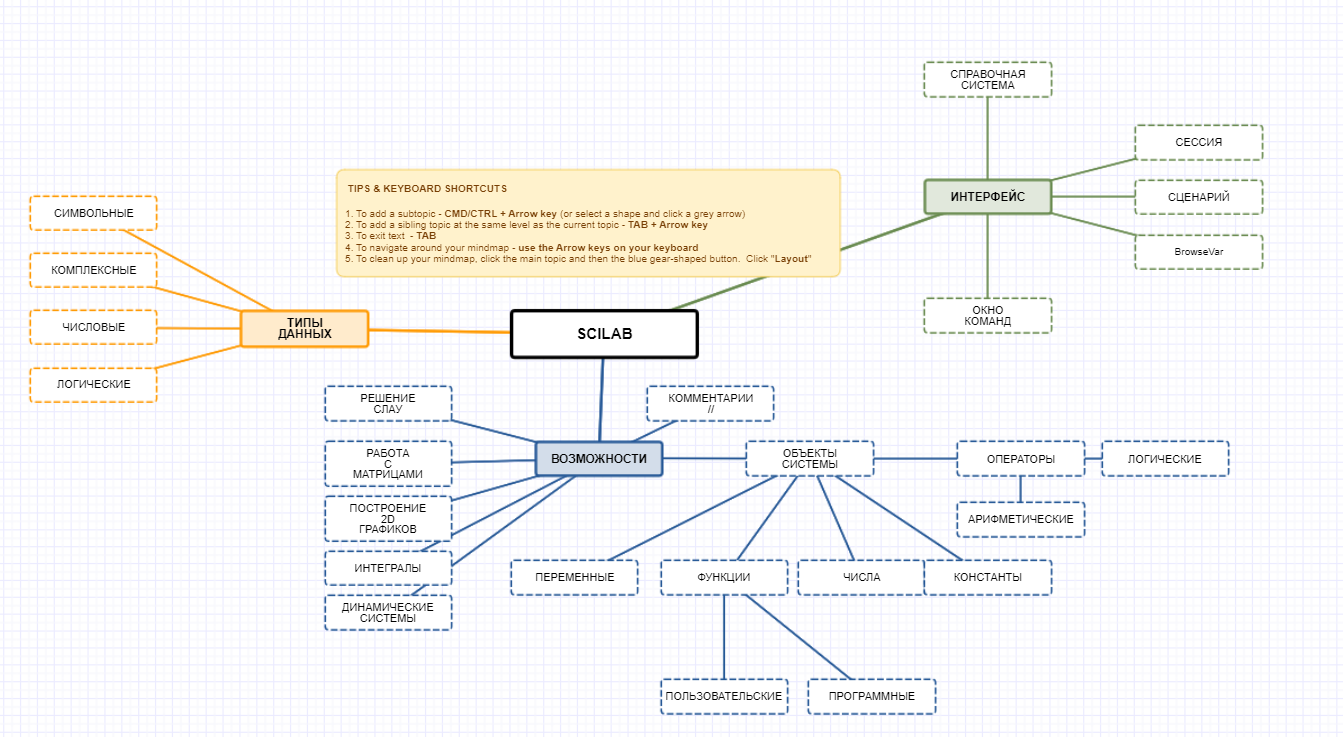 СПРАВОЧНАЯ
СИСТЕМА
СЕССИЯ
ИНТЕРФЕЙС
СЦЕНАРИЙ
BrowseVar
ОКНО
КОМАНД
TIPS & KEYBOARD SHORTCUTS
1. To add a subtopic - CMD/CTRL + Arrow key (or select a shape and click a grey arrow)
2. To add a sibling topic at the same level as the current topic - TAB + Arrow key
3. To exit text - TAB
4. To navigate around your mindmap - use the Arrow keys on your keyboard
5. To clean up your mindmap, click the main topic and then the blue gear-shaped button. Click "Layout"
СИМВОЛЬНЫЕ
КОМПЛЕКСНЫЕ
ЧИСЛОВЫЕ
ЛОГИЧЕСКИЕ
ТИПЫ
ДАННЫХ
SCILAB
РЕШЕНИЕ
СЛАУ
КОММЕНТАРИИ
//
РАБОТА
С
МАТРИЦАМИ
ВОЗМОЖНОСТИ
ОБЪЕКТЫ
СИСТЕМЫ
ОПЕРАТОРЫ
ЛОГИЧЕСКИЕ
ПОСТРОЕНИЕ
2D
ГРАФИКОВ
АРИФМЕТИЧЕСКИЕ
ИНТЕГРАЛЫ
ДИНАМИЧЕСКИЕ
СИСТЕМЫ
ПЕРЕМЕННЫЕ
ФУНКЦИИ
ЧИСЛА
КОНСТАНТЫ
ПОЛЬЗОВАТЕЛЬСКИЕ
ПРОГРАММНЫЕ